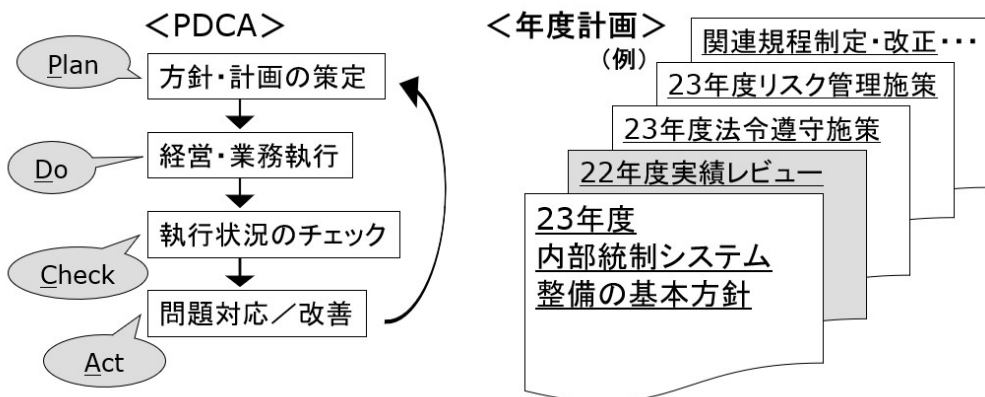 <PDCA>
Plan
方針・計画の策定
Do
経営・業務執行
Check
執行状況のチェック
Act
問題対応／改善
<年度計画>
(例)
関連規程制定・改正･･･
23年度リスク管理施策
23年度法令遵守施策
22年度実績レビュー
23年度
内部統制システム
整備の基本方針